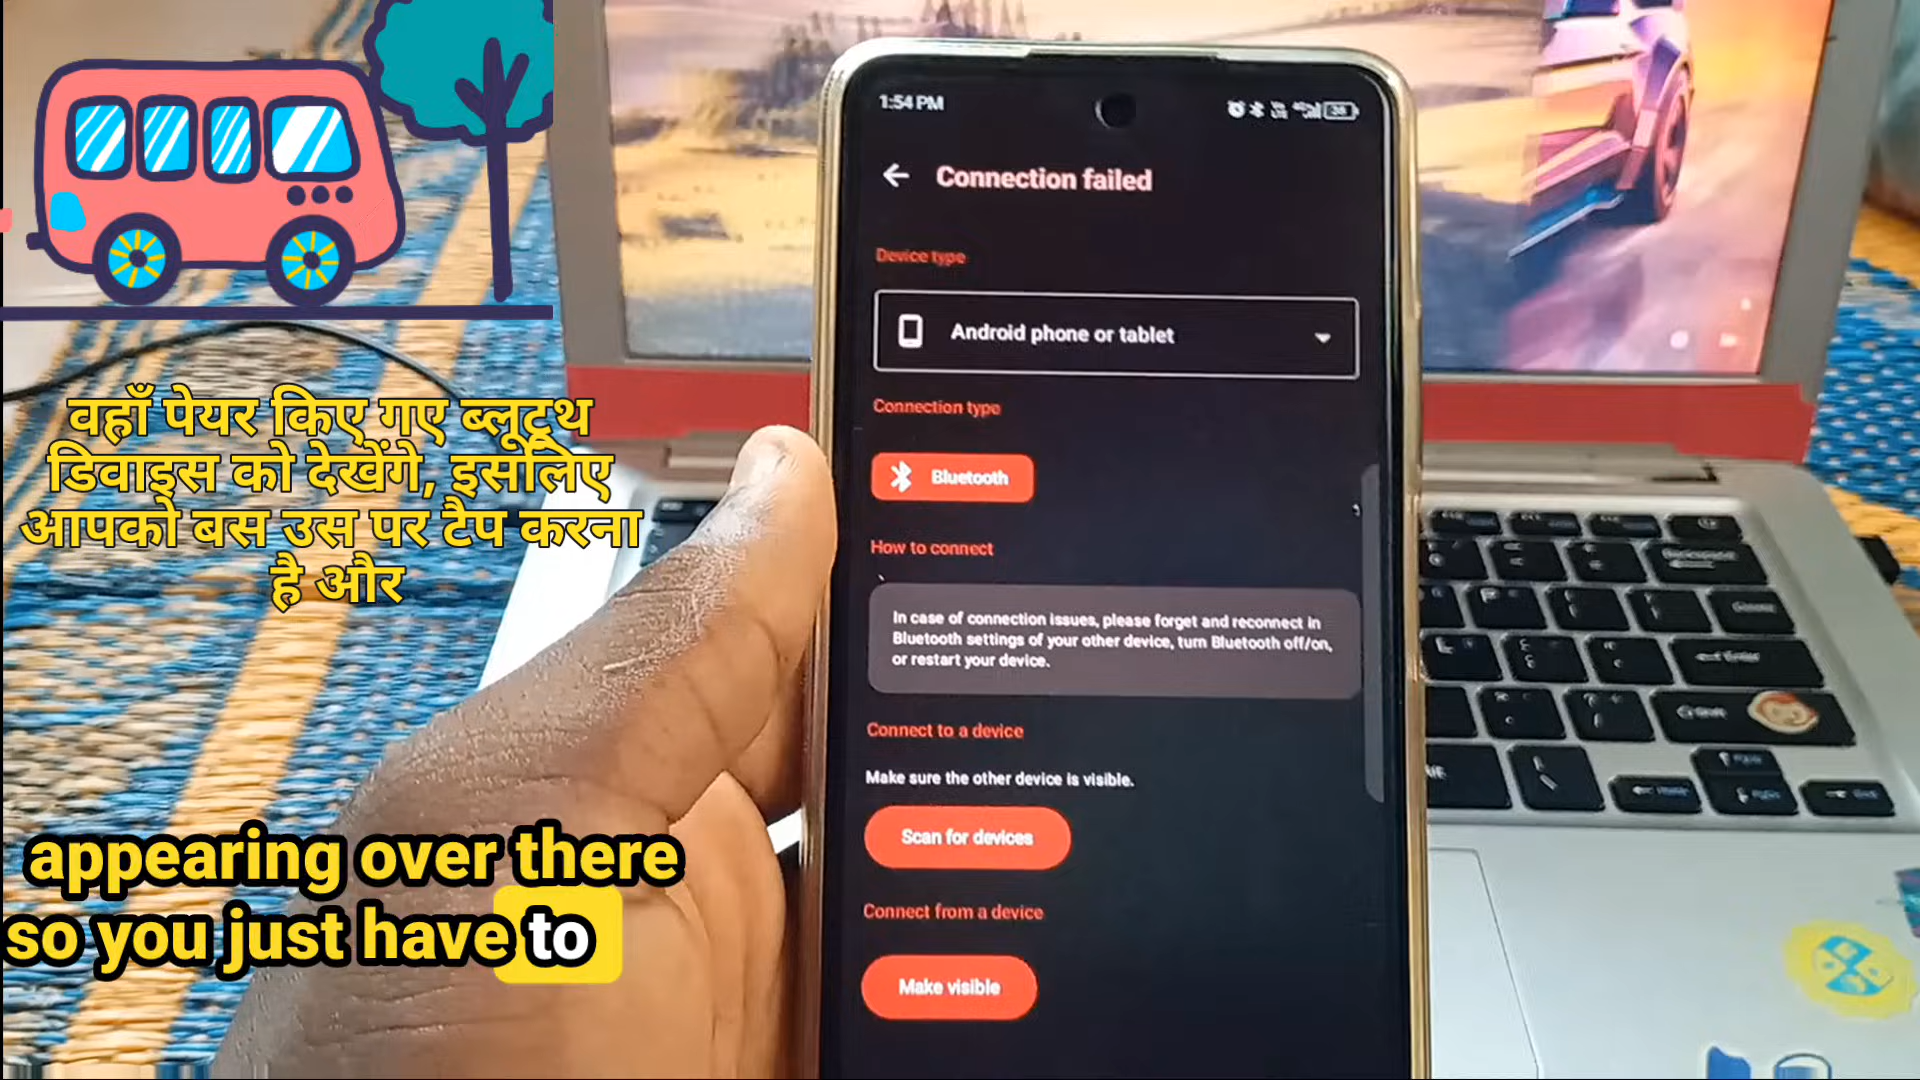 1:54 PM
Connection failed
Device type
Android phone or tablet
Connection type
Bluetooth
How to connect
In case of connection issues, please forget and reconnect in
Bluetooth settings of your other device, turn Bluetooth off/on,
or restart your device.
Connect to a device
Make sure the other device is visible.
Scan for devices
Connect from a device
Make visible
वहाँ पेयर किए गए ब्लूटूथ
डिवाइस को देखेंगे, इसलिए
आपको बस उस पर टैप करना
है और
appearing over there
so you just have to